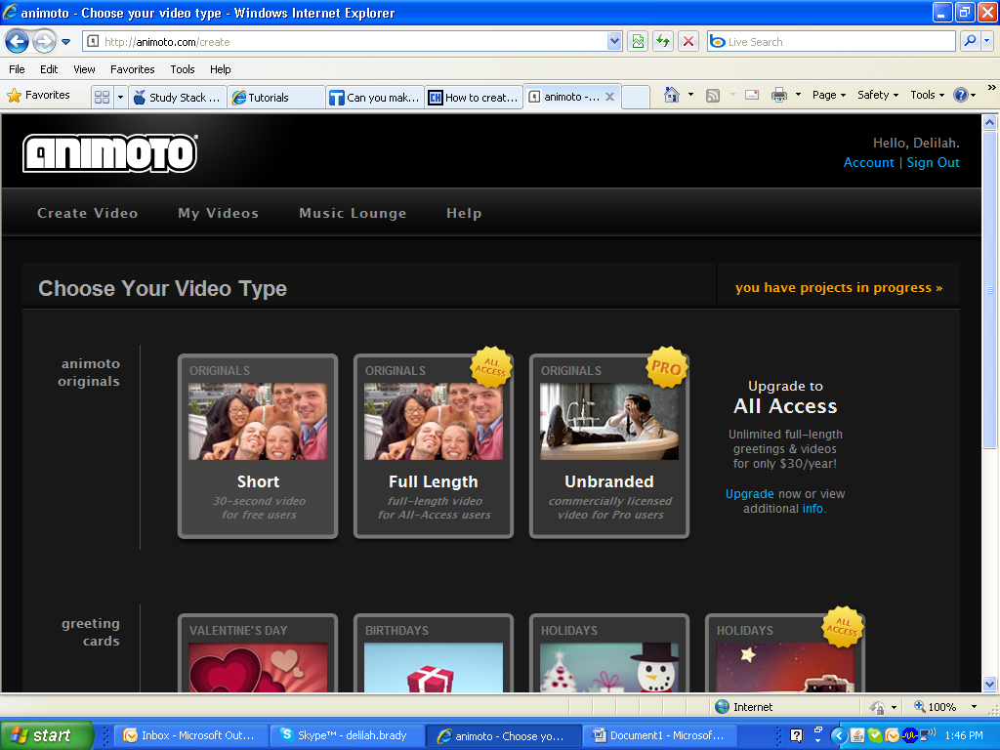 animoto - Choose your video type - Windows Internet Explorer
http://animoto.com/create
Live Search
File Edit View Favorites Tools Help
Favorites
Study Stack ...
Tutorials
Can you mak...
How to creat...
animoto -...
Page
Safety
Tools
ANIMOTO
Hello, Delilah.
Account | Sign Out
Create Video My Videos Music Lounge Help
Choose Your Video Type
you have projects in progress »
animoto
originals
ORIGINALS
Short
30-second video
for free users
ORIGINALS
ALL
ACCESS
Full Length
full-length video
for All-Access users
ORIGINALS
PRO
Unbranded
commercially licensed
video for Pro users
Upgrade to
All Access
Unlimited full-length
greetings & videos
for only $30/year!
Upgrade now or view
additional info.
greeting
cards
VALENTINE'S DAY
BIRTHDAYS
HOLIDAYS
HOLIDAYS
ALL
ACCESS
Internet
100%
start
Inbox - Microsoft Out...
Skype™ - delilah.brady
animoto - Choose yo...
Document1 - Microsof...
1:46 PM